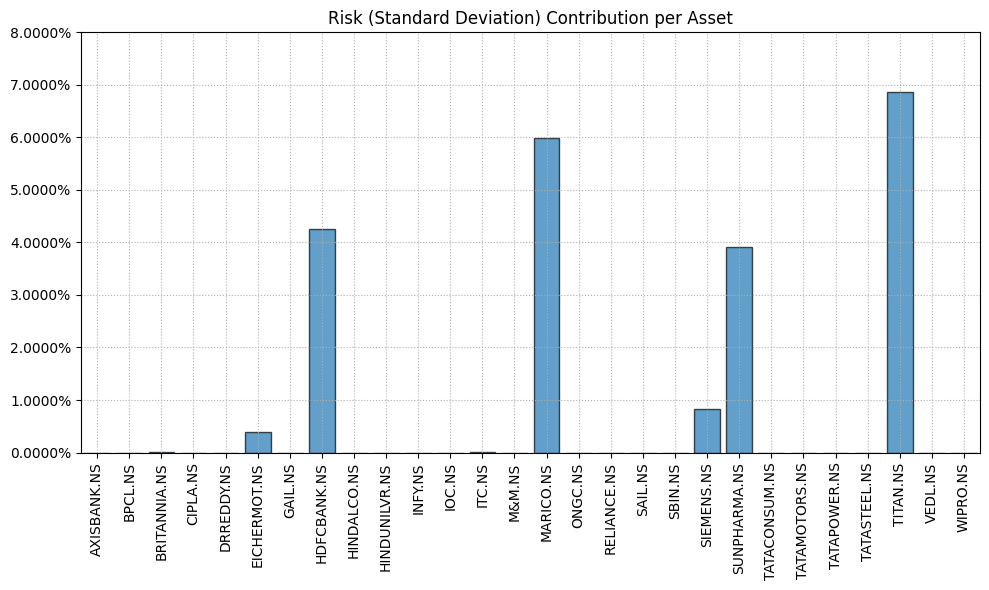 Risk (Standard Deviation) Contribution per Asset
8.0000%
7.0000%
6.0000%
5.0000%
4.0000%
3.0000%
2.0000%
1.0000%
0.0000%
AXISBANK.NS
BPCL.NS
BRITANNIA.NS
CIPLA.NS
DRREDDY.NS
EICHERMOT.NS
GAIL.NS
HDFCBANK.NS
HINDALCO.NS
HINDUNILVR.NS
INFY.NS
IOC.NS
ITC.NS
M&M.NS
MARICO.NS
ONGC.NS
RELIANCE.NS
SAIL.NS
SBIN.NS
SIEMENS.NS
SUNPHARMA.NS
TATACONSUM.NS
TATAMOTORS.NS
TATAPOWER.NS
TATASTEEL.NS
TITAN.NS
VEDL.NS
WIPRO.NS